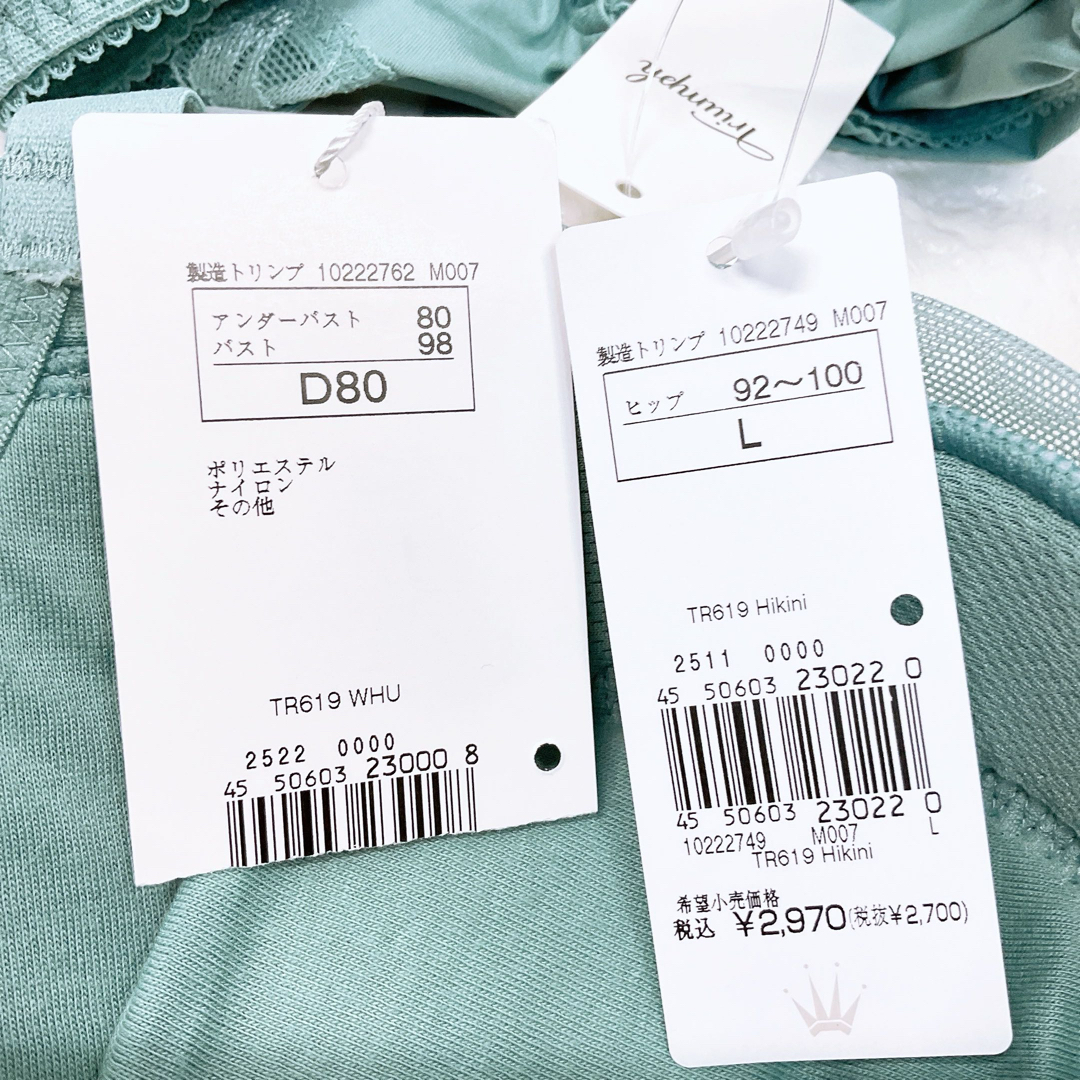 Triumph
製造トリンプ 10222762 M007
アンダーバスト 80
バスト 98
D80
ポリエステル
ナイロン
その他
TR619 WHU
2522 0000
45 50603 23000 8
製造トリンプ 10222749 M007
ヒップ 92～100
L
TR619 Hikini
2511 0000
45 50603 23022 0
45 50603 23022 0
10222749 M007 L
TR619 Hikini
希望小売価格
税込 ¥2,970(税抜¥2,700)